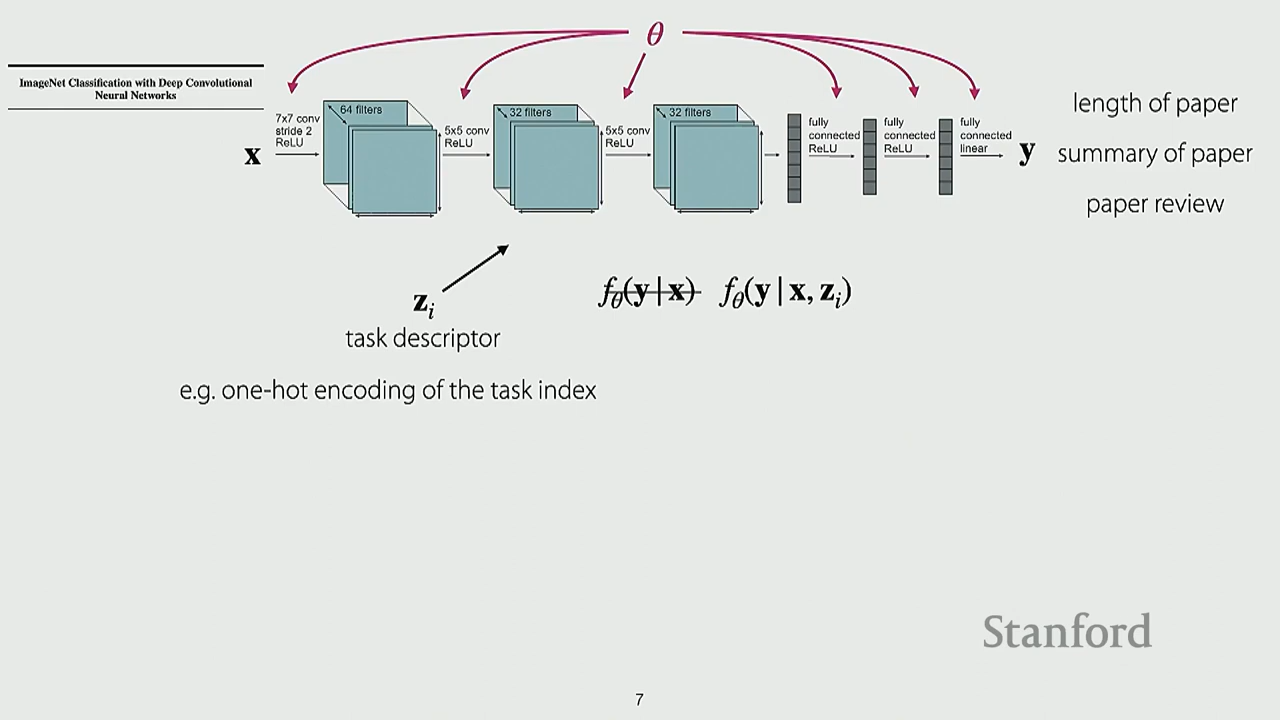 θ
ImageNet Classification with Deep Convolutional
Neural Networks
x
7x7 conv
stride 2
ReLU
64 filters
5x5 conv
ReLU
32 filters
5x5 conv
ReLU
32 filters
fully
connected
ReLU
fully
connected
ReLU
fully
connected
linear
y
length of paper
summary of paper
paper review
z_i
task descriptor
e.g. one-hot encoding of the task index
f_θ(y|x) f_θ(y|x, z_i)
Stanford
7